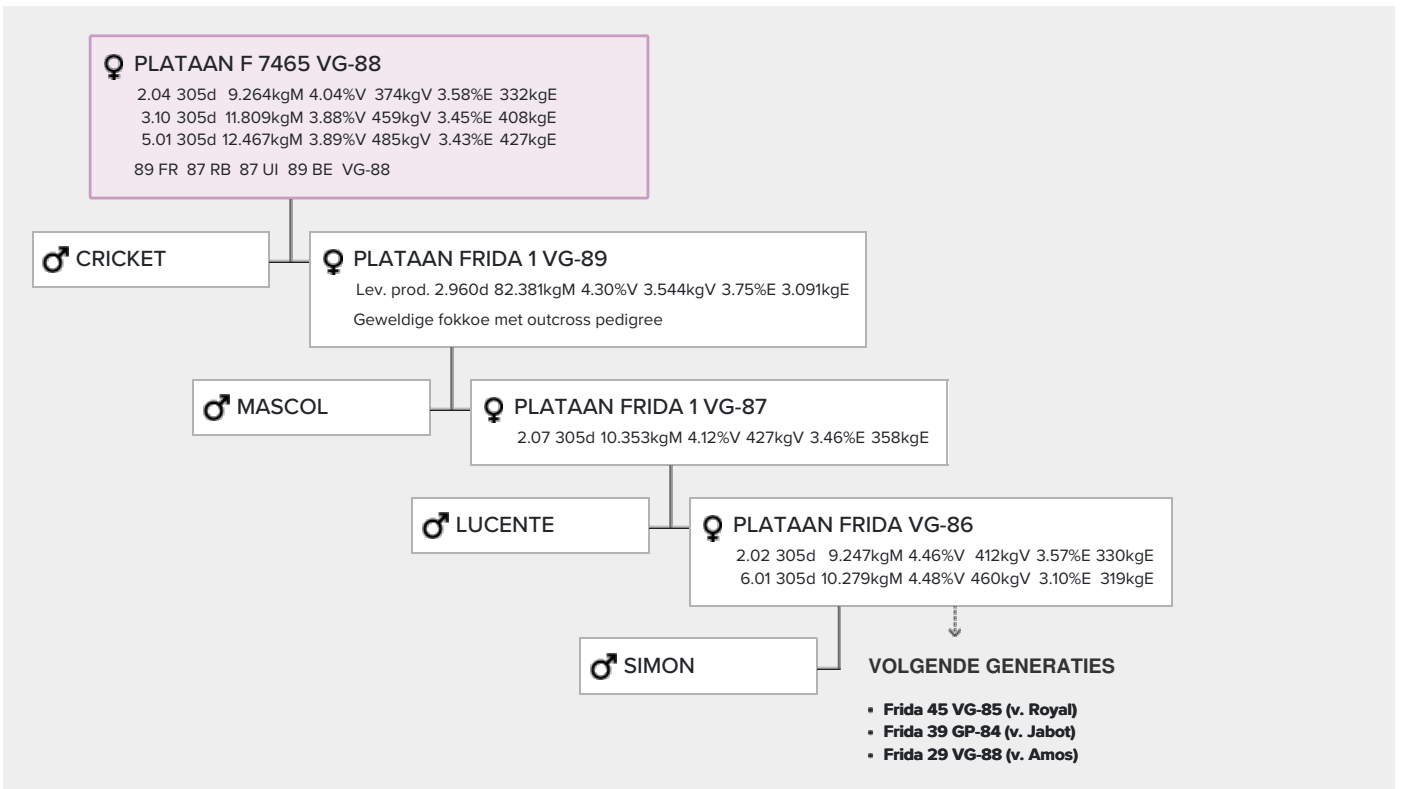 PLATAAN F 7465 VG-88
2.04 305d 9.264kgM 4.04%V 374kgV 3.58%E 332kgE
3.10 305d 11.809kgM 3.88%V 459kgV 3.45%E 408kgE
5.01 305d 12.467kgM 3.89%V 485kgV 3.43%E 427kgE
89 FR 87 RB 87 UI 89 BE VG-88
CRICKET
PLATAAN FRIDA 1 VG-89
Lev. prod. 2.960d 82.381kgM 4.30%V 3.544kgV 3.75%E 3.091kgE
Geweldige fokkoe met outcross pedigree
MASCOL
PLATAAN FRIDA 1 VG-87
2.07 305d 10.353kgM 4.12%V 427kgV 3.46%E 358kgE
LUCENTE
PLATAAN FRIDA VG-86
2.02 305d 9.247kgM 4.46%V 412kgV 3.57%E 330kgE
6.01 305d 10.279kgM 4.48%V 460kgV 3.10%E 319kgE
SIMON
VOLGENDE GENERATIES
• Frida 45 VG-85 (v. Royal)
• Frida 39 GP-84 (v. Jabot)
• Frida 29 VG-88 (v. Amos)